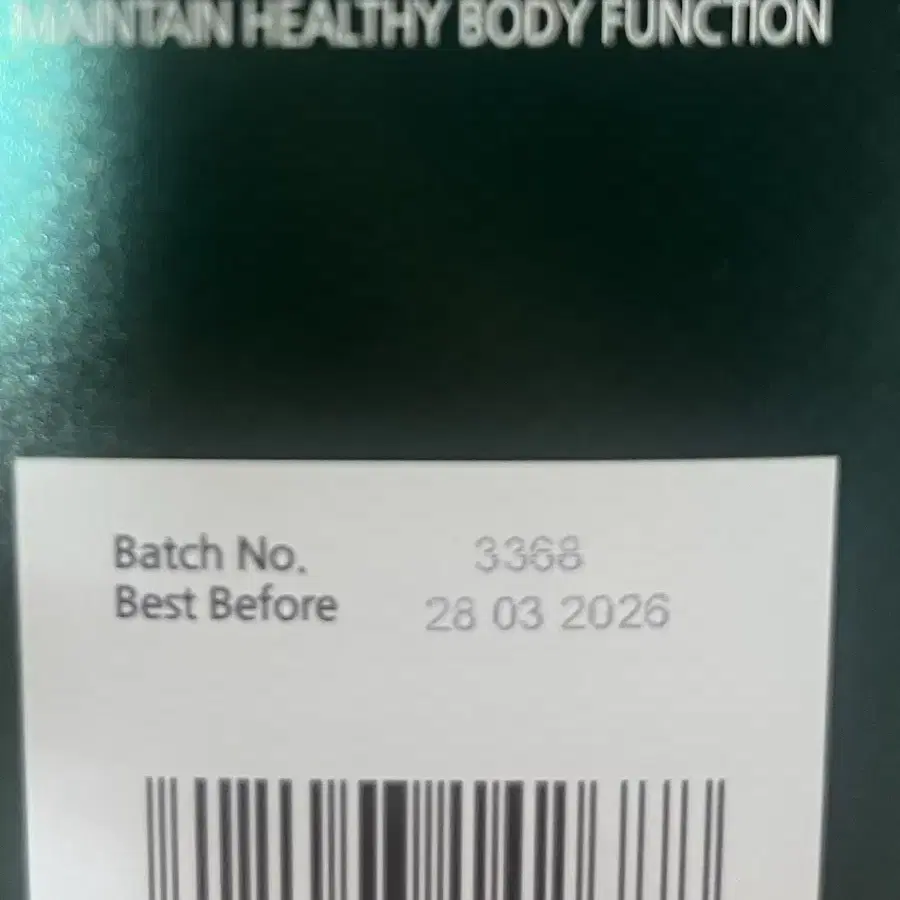 MAINTAIN HEALTHY BODY FUNCTION
Batch No. 3368
Best Before 28 03 2026